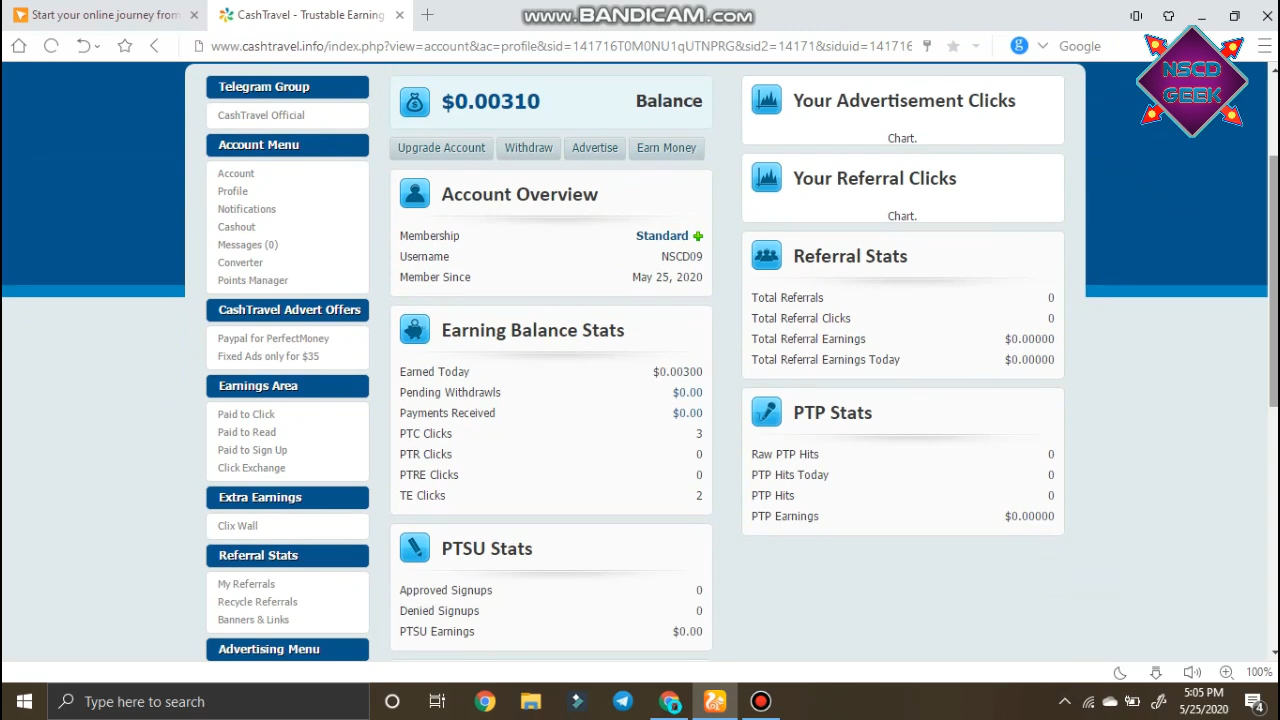 Start your online journey from
CashTravel - Trustable Earning
www.BANDICAM.com
www.cashtravel.info/index.php?view=account&ac=profile&sid=141716T0M0NU1qUTNPRG&sid2=14171&siduid=141716
Google
NSCD
GEEK
Telegram Group
CashTravel Official
Account Menu
Account
Profile
Notifications
Cashout
Messages (0)
Converter
Points Manager
CashTravel Advert Offers
Paypal for PerfectMoney
Fixed Ads only for $35
Earnings Area
Paid to Click
Paid to Read
Paid to Sign Up
Click Exchange
Extra Earnings
Clix Wall
Referral Stats
My Referrals
Recycle Referrals
Banners & Links
Advertising Menu
$0.00310 Balance
Upgrade Account Withdraw Advertise Earn Money
Account Overview
Membership Standard
Username NSCD09
Member Since May 25, 2020
Earning Balance Stats
Earned Today $0.00300
Pending Withdrawls $0.00
Payments Received $0.00
PTC Clicks 3
PTR Clicks 0
PTRE Clicks 0
TE Clicks 2
PTSU Stats
Approved Signups 0
Denied Signups 0
PTSU Earnings $0.00
Your Advertisement Clicks
Chart.
Your Referral Clicks
Chart.
Referral Stats
Total Referrals 0
Total Referral Clicks 0
Total Referral Earnings $0.00000
Total Referral Earnings Today $0.00000
PTP Stats
Raw PTP Hits 0
PTP Hits Today 0
PTP Hits 0
PTP Earnings $0.00000
100%
Type here to search
5:05 PM
5/25/2020
4